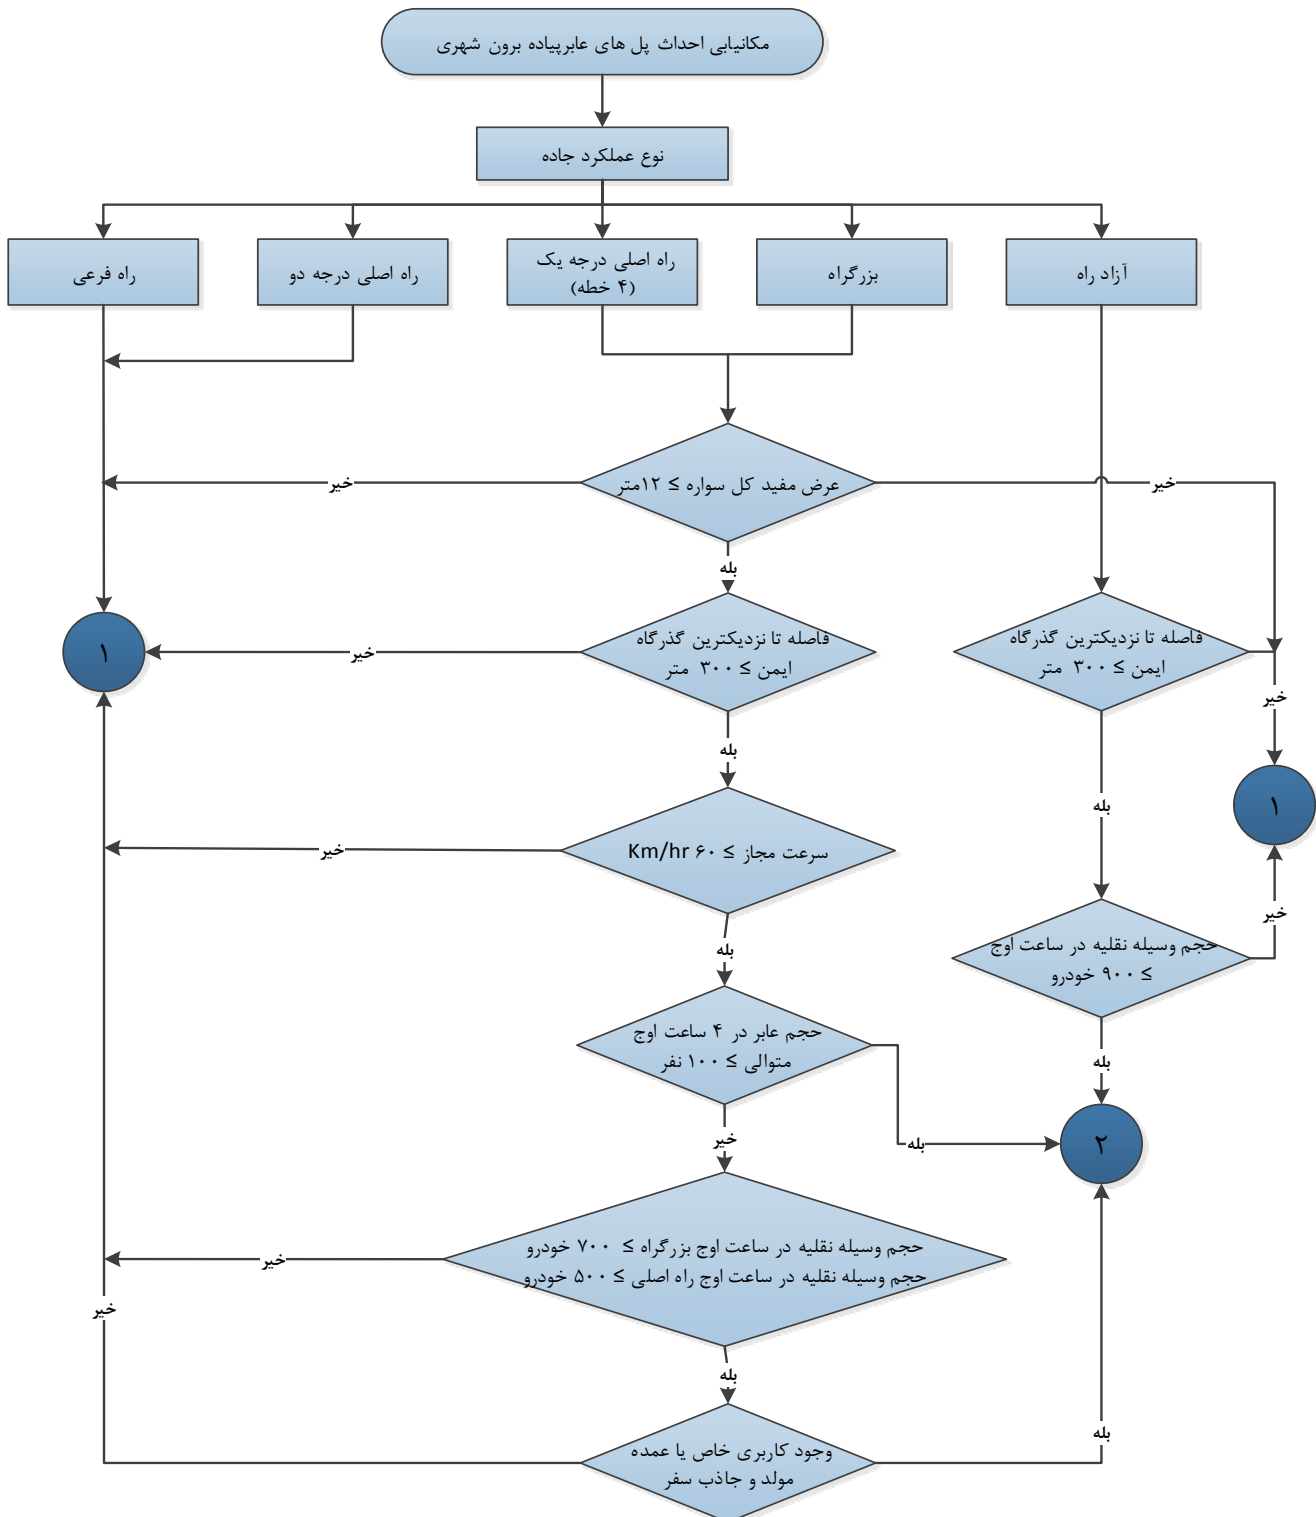 مکانیابی احداث پل های عابرپیاده برون شهری
نوع عملکرد جاده
آزاد راه
بزرگراه
راه اصلی درجه یک
(۴ خطه)
راه اصلی درجه دو
راه فرعی
عرض مفید کل سواره ≥ ۱۲متر
خیر
خیر
بله
فاصله تا نزدیکترین گذرگاه
ایمن ≥ ۳۰۰ متر
فاصله تا نزدیکترین گذرگاه
ایمن ≥ ۳۰۰ متر
خیر
۱
خیر
بله
بله
۱
سرعت مجاز ≥ ۶۰ Km/hr
خیر
خیر
بله
حجم وسیله نقلیه در ساعت اوج
≥ ۹۰۰ خودرو
بله
حجم عابر در ۴ ساعت اوج
متوالی ≥ ۱۰۰ نفر
بله
خیر
۲
حجم وسیله نقلیه در ساعت اوج بزرگراه ≥ ۷۰۰ خودرو
حجم وسیله نقلیه در ساعت اوج راه اصلی ≥ ۵۰۰ خودرو
خیر
خیر
بله
بله
وجود کاربری خاص یا عمده
مولد و جاذب سفر